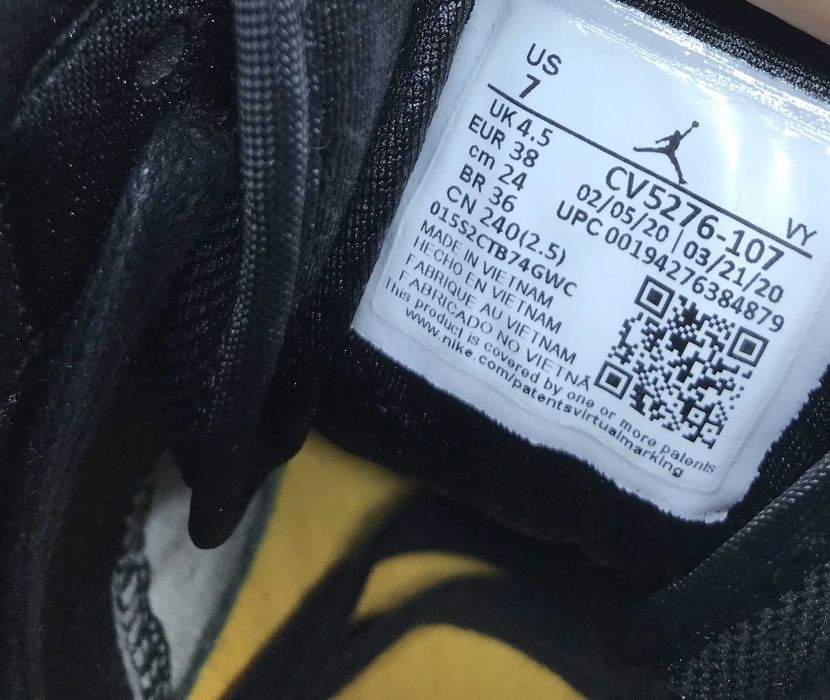 US
7
UK 4.5
EUR 38
cm 24
BR 36
CN 240(2.5)
015S2CTB74GWC
MADE IN VIETNAM
HECHO EN VIETNAM
FABRIQUE AU VIETNAM
FABRICADO NO VIETNÃ
This product is covered by one or more patents
www.nike.com/patentsvirtualmarking
VY
CV5276-107
02/05/20 | 03/21/20
UPC 00194276384879